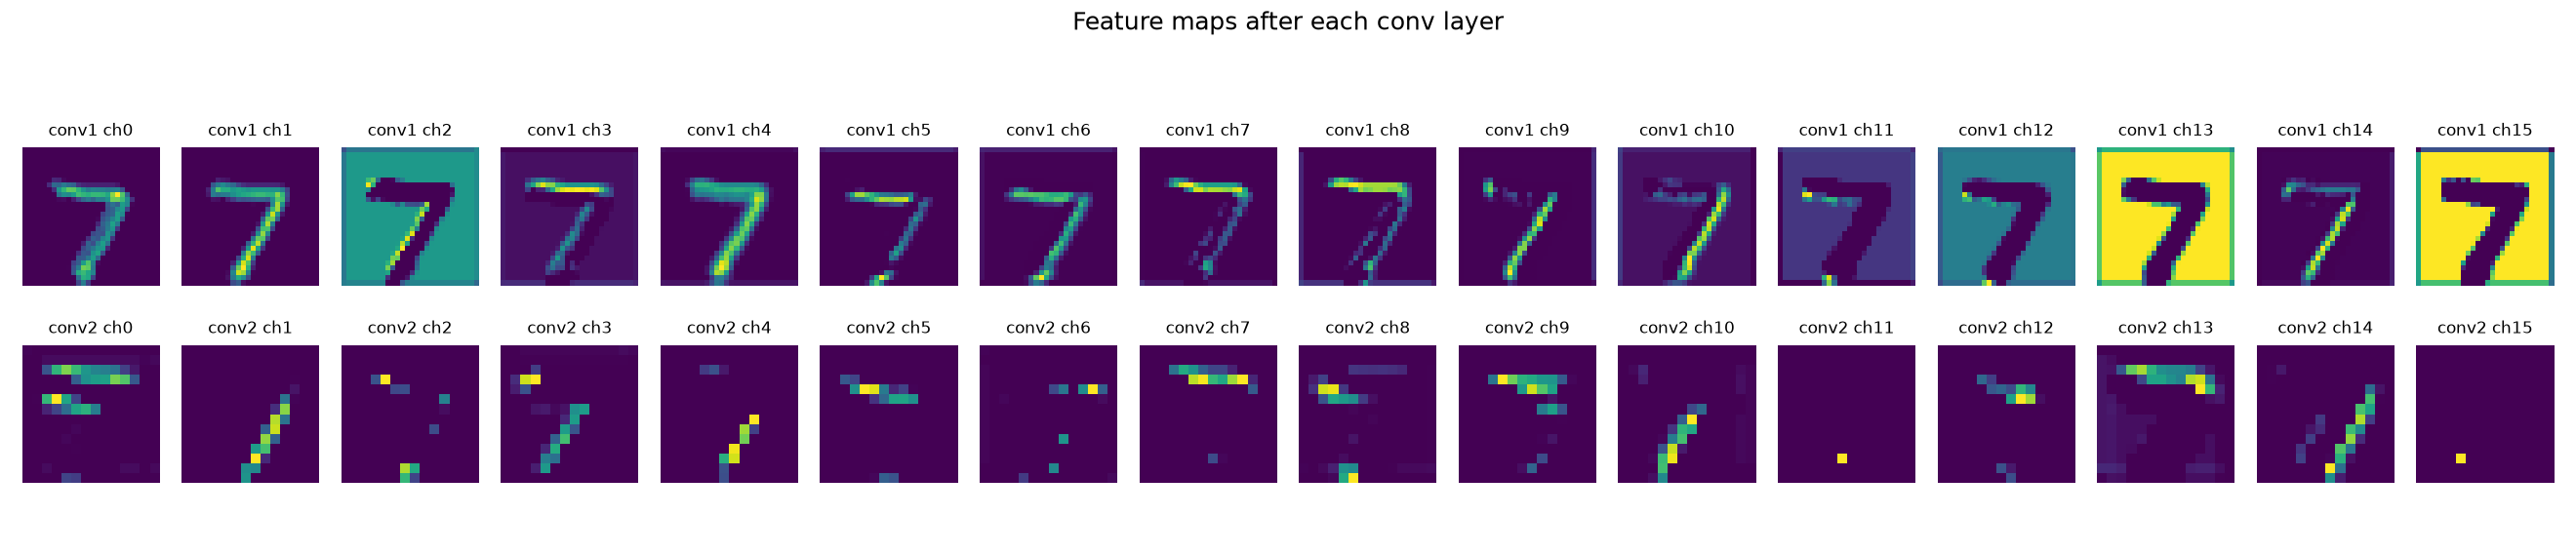 Feature maps after each conv layer
conv1 ch0 conv1 ch1 conv1 ch2 conv1 ch3 conv1 ch4 conv1 ch5 conv1 ch6 conv1 ch7 conv1 ch8 conv1 ch9 conv1 ch10 conv1 ch11 conv1 ch12 conv1 ch13 conv1 ch14 conv1 ch15
conv2 ch0 conv2 ch1 conv2 ch2 conv2 ch3 conv2 ch4 conv2 ch5 conv2 ch6 conv2 ch7 conv2 ch8 conv2 ch9 conv2 ch10 conv2 ch11 conv2 ch12 conv2 ch13 conv2 ch14 conv2 ch15